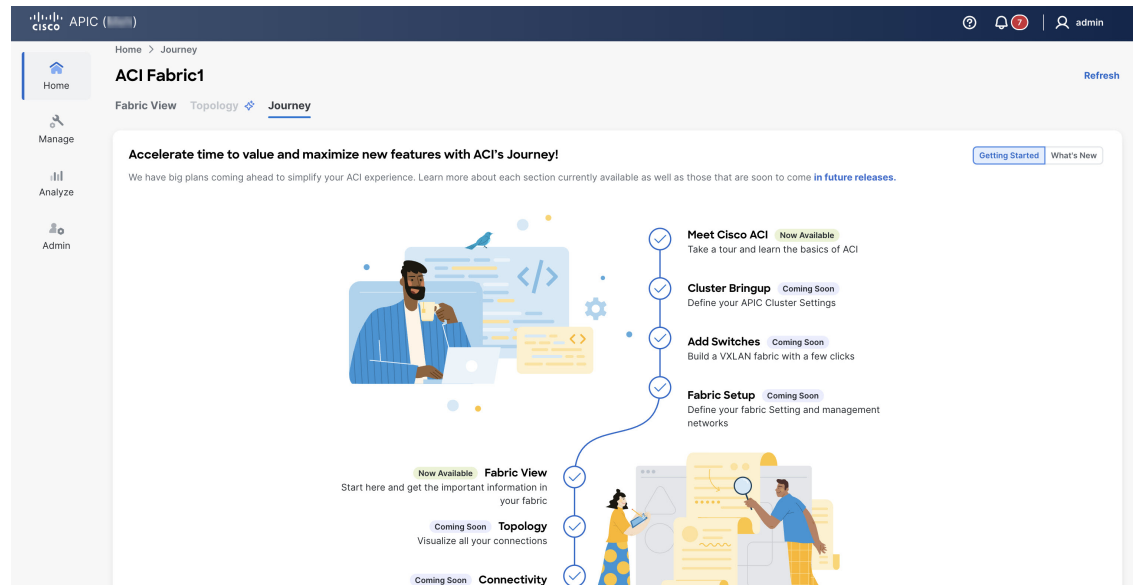 CISCO APIC ( )
7
admin
Home > Journey
Home
ACI Fabric1
Refresh
Fabric View Topology Journey
Manage
Accelerate time to value and maximize new features with ACI's Journey!
Getting Started What's New
We have big plans coming ahead to simplify your ACI experience. Learn more about each section currently available as well as those that are soon to come in future releases.
Analyze
Admin
Meet Cisco ACI Now Available
Take a tour and learn the basics of ACI
Cluster Bringup Coming Soon
Define your APIC Cluster Settings
Add Switches Coming Soon
Build a VXLAN fabric with a few clicks
Fabric Setup Coming Soon
Define your fabric Setting and management
networks
Now Available Fabric View
Start here and get the important information in
your fabric
Coming Soon Topology
Visualize all your connections
Coming Soon Connectivity